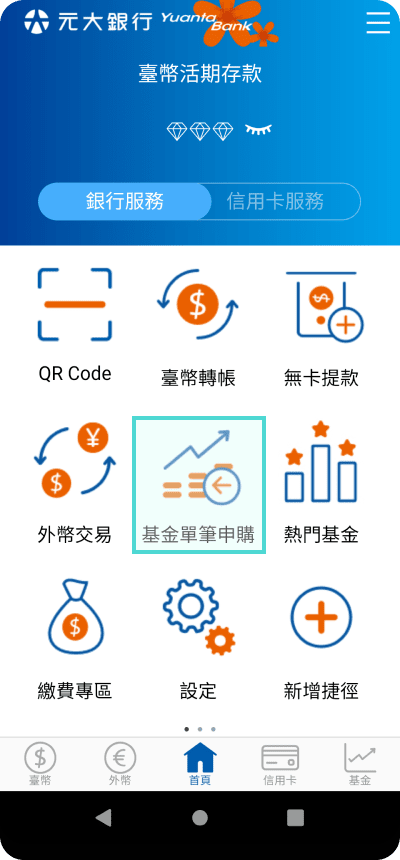 元大銀行 Yuanta Bank
臺幣活期存款
銀行服務 信用卡服務
QR Code 臺幣轉帳 無卡提款
外幣交易 基金單筆申購 熱門基金
繳費專區 設定 新增捷徑
臺幣 外幣 首頁 信用卡 基金